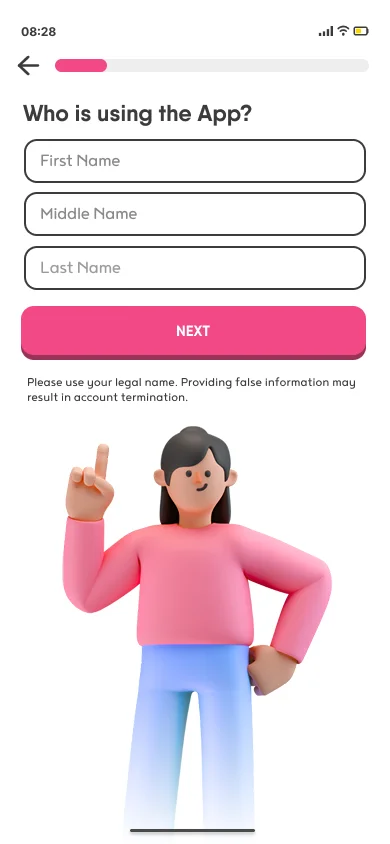 08:28
Who is using the App?
First Name
Middle Name
Last Name
NEXT
Please use your legal name. Providing false information may
result in account termination.